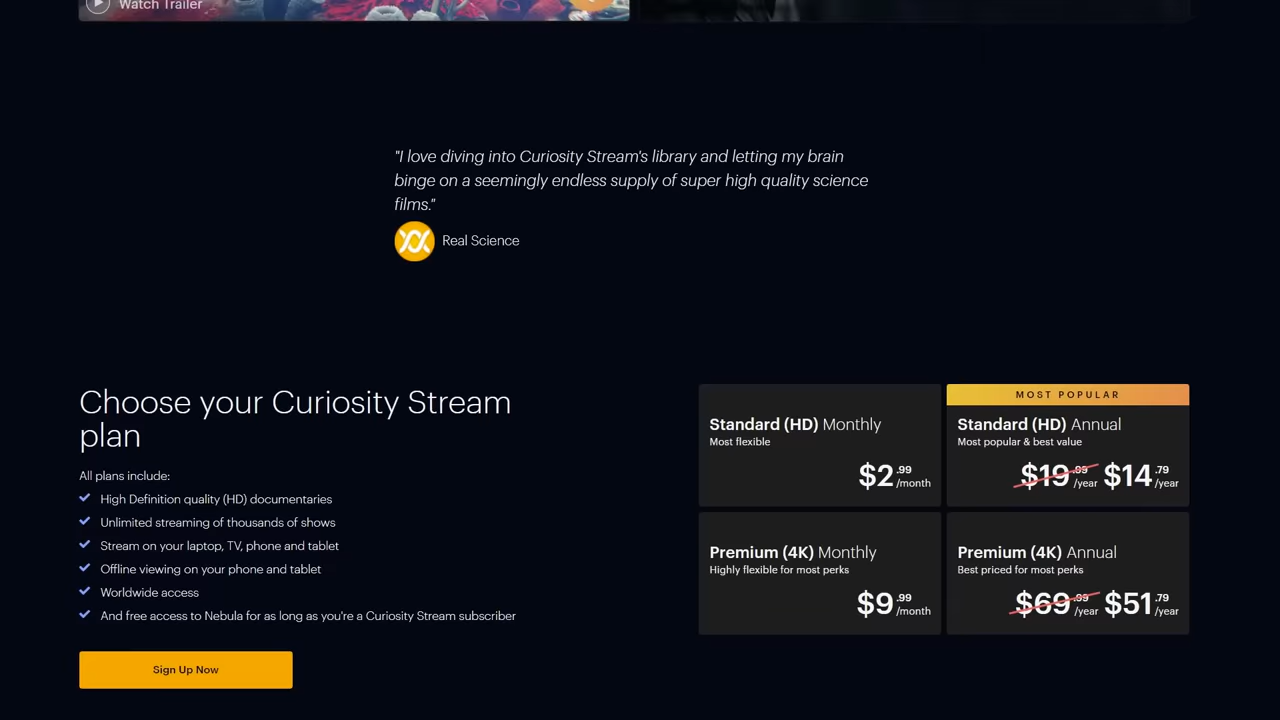 Watch Trailer
"I love diving into Curiosity Stream's library and letting my brain
binge on a seemingly endless supply of super high quality science
films."
Real Science
Choose your Curiosity Stream
plan
All plans include:
High Definition quality (HD) documentaries
Unlimited streaming of thousands of shows
Stream on your laptop, TV, phone and tablet
Offline viewing on your phone and tablet
Worldwide access
And free access to Nebula for as long as you're a Curiosity Stream subscriber
Sign Up Now
Standard (HD) Monthly
Most flexible
$2.99/month
MOST POPULAR
Standard (HD) Annual
Most popular & best value
$19.99/year $14.79/year
Premium (4K) Monthly
Highly flexible for most perks
$9.99/month
Premium (4K) Annual
Best priced for most perks
$69.99/year $51.79/year